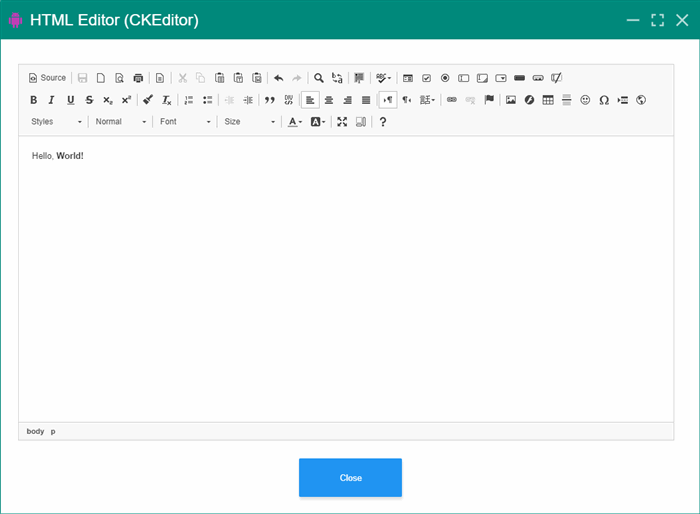 HTML Editor (CKEditor)
Source
Styles Normal Font Size
Hello, World!
body p
Close